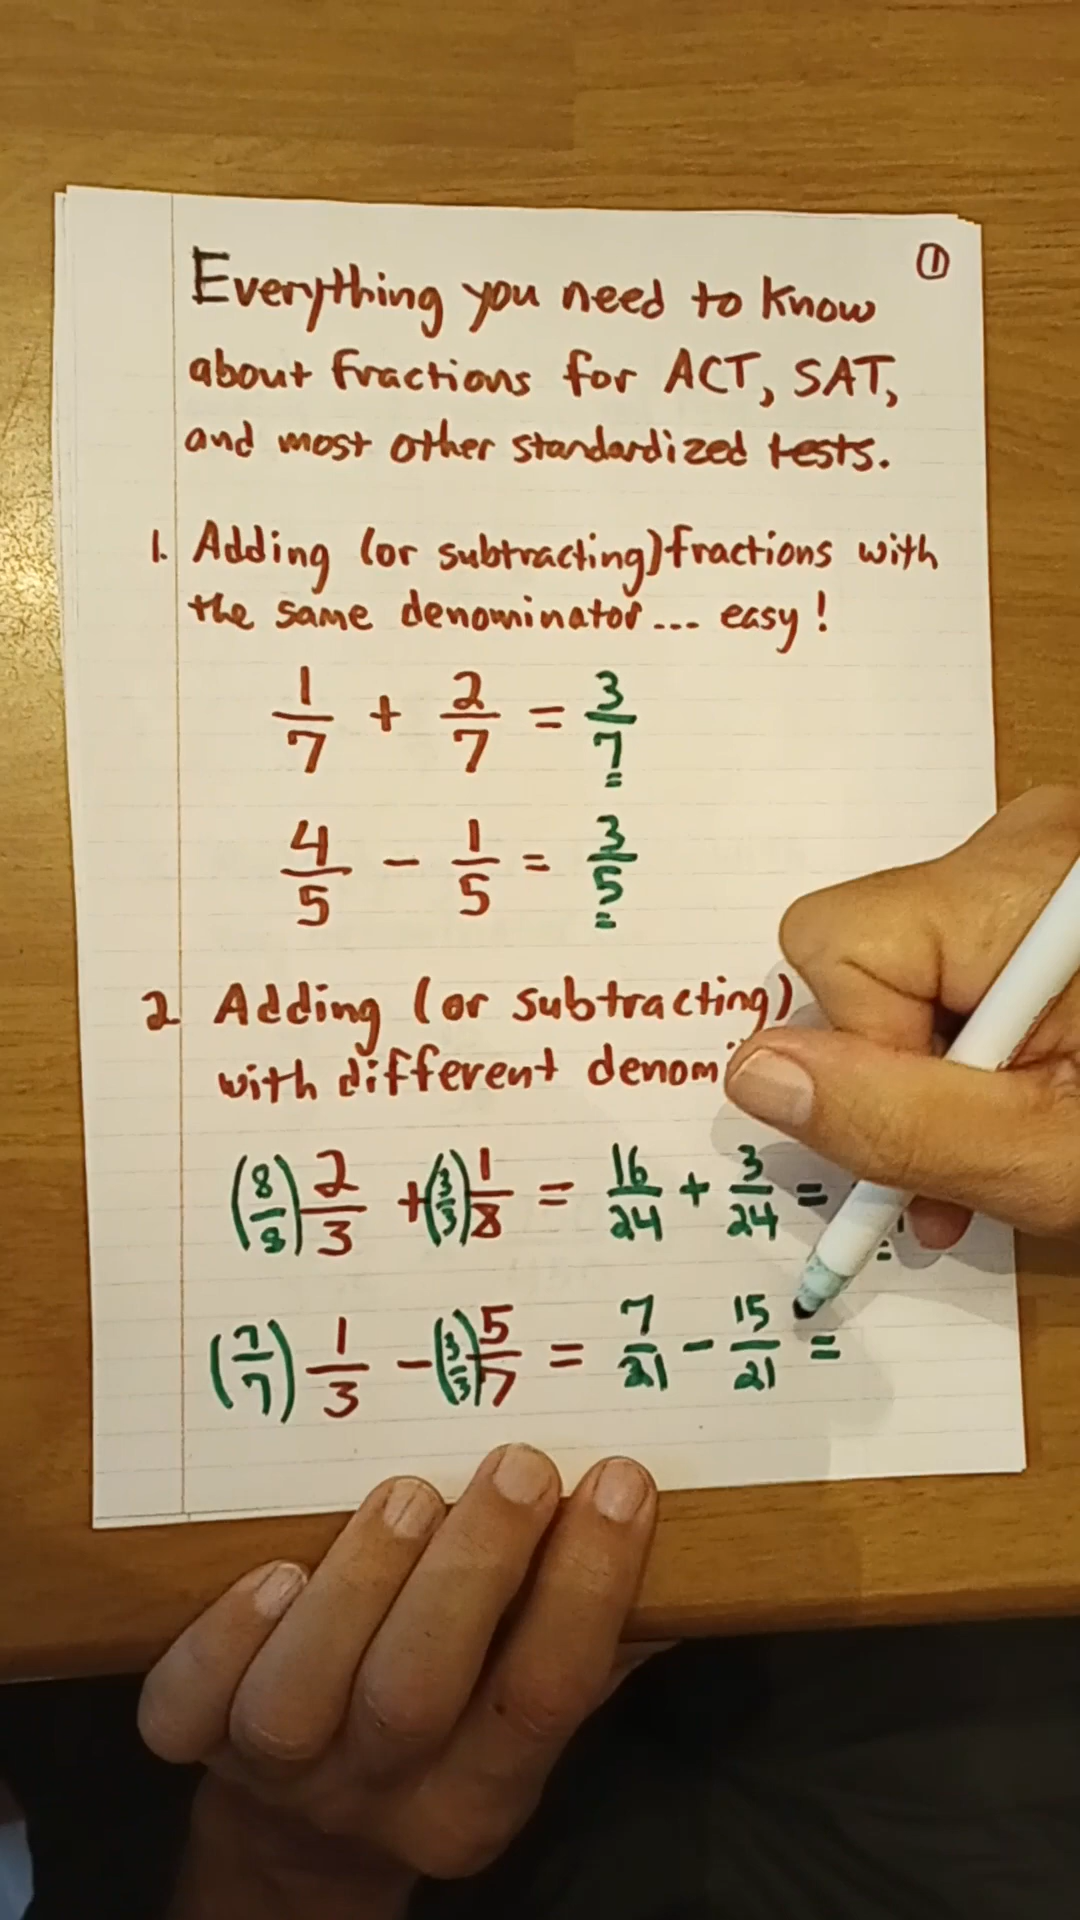 ①
Everything you need to know
about fractions for ACT, SAT,
and most other standardized tests.
1. Adding (or subtracting) fractions with
the same denominator... easy!
1/7 + 2/7 = 3/7
4/5 - 1/5 = 3/5
2 Adding (or subtracting)
with different
(8/8) 2/3 + (3/3) 1/8 = 16/24 + 3/24 =
(7/7) 1/3 - (3/3) 5/7 = 7/21 - 15/21 =